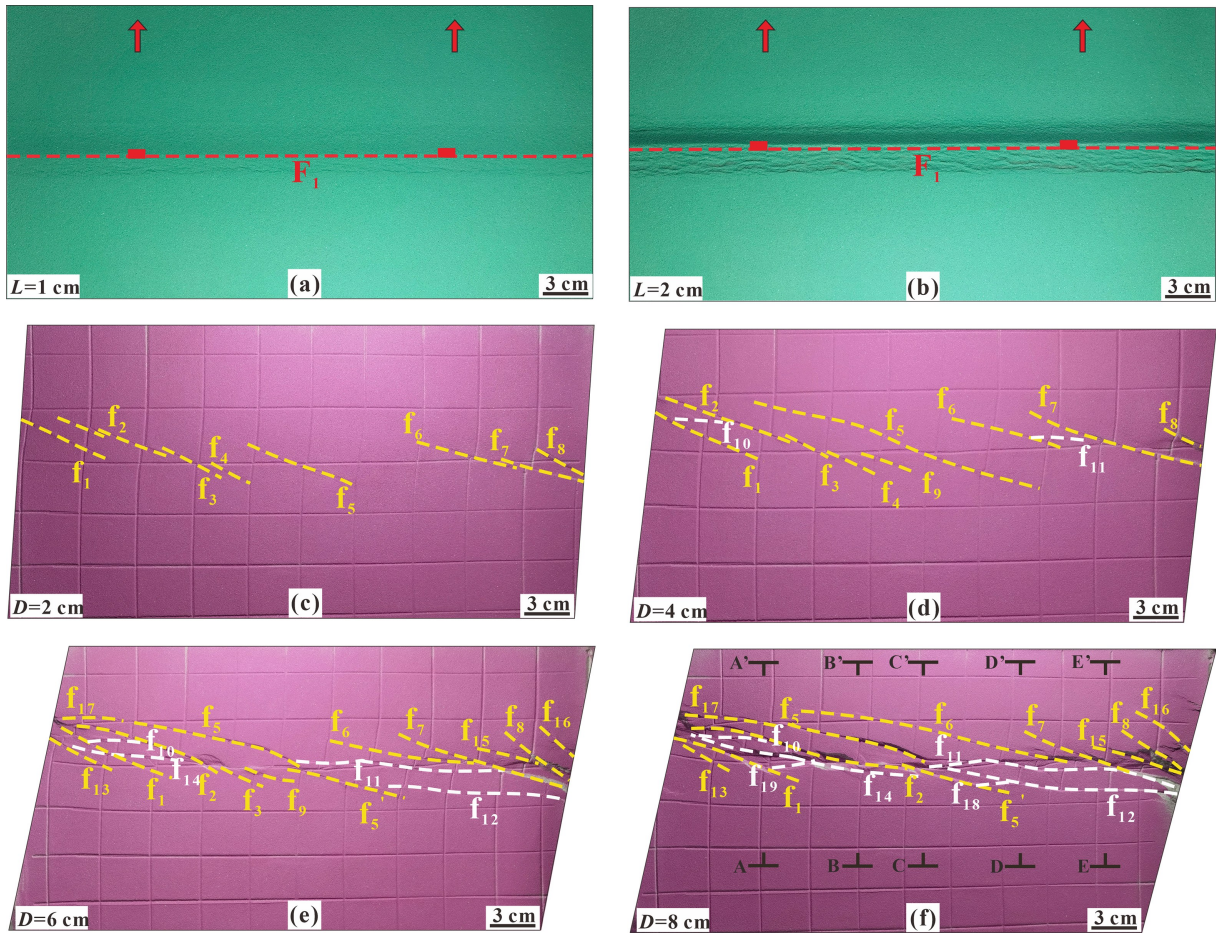 F1
L=1 cm
(a)
3 cm
F1
L=2 cm
(b)
3 cm
f2
f4
f6
f7
f8
f1
f3
f5
D=2 cm
(c)
3 cm
f2
f6
f7
f8
f10
f5
f11
f1
f3
f4
f9
D=4 cm
(d)
3 cm
f17
f5
f6
f7
f8
f16
f10
f15
f14
f11
f13
f1
f2
f3
f9
f5'
f12
D=6 cm
(e)
3 cm
A' B' C' D' E'
f17
f5
f6
f7
f8
f16
f10
f11
f15
f13
f19
f1
f14
f2
f18
f5'
f12
A B C D E
D=8 cm
(f)
3 cm